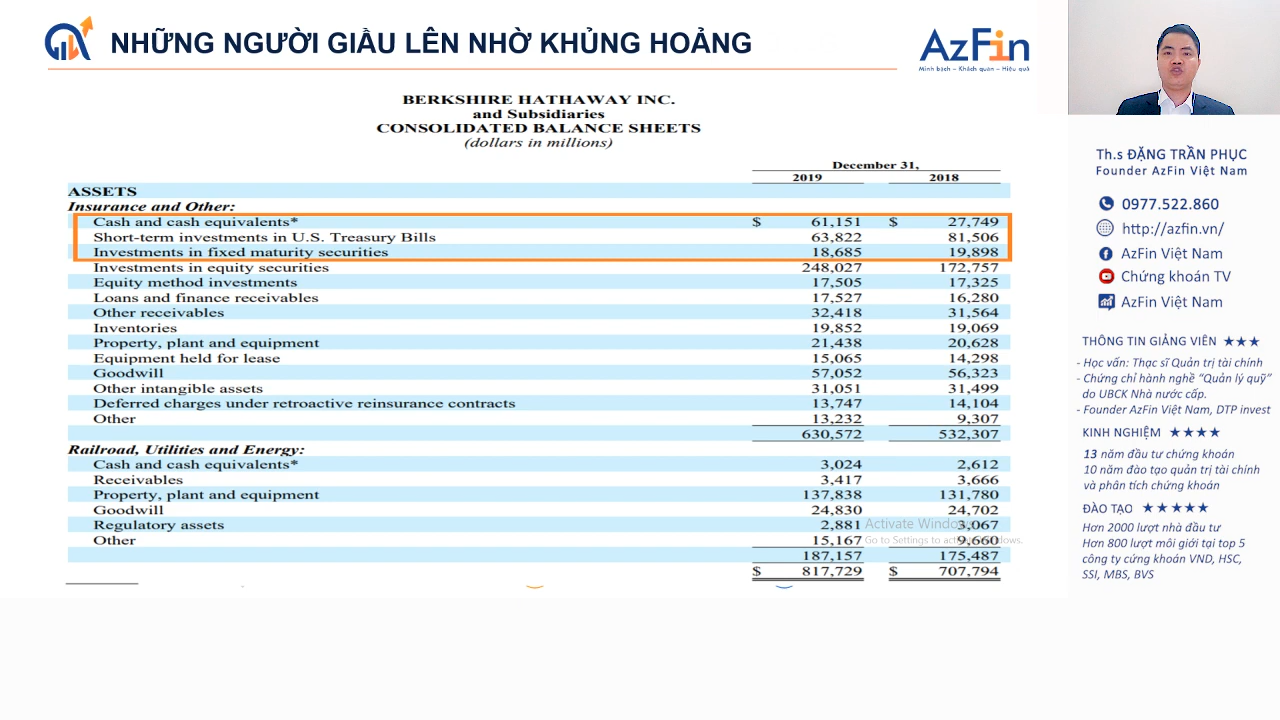 NHỮNG NGƯỜI GIẦU LÊN NHỜ KHỦNG HOẢNG
AzFin
Minh bạch – Khách quan – Hiệu quả
BERKSHIRE HATHAWAY INC.
and Subsidiaries
CONSOLIDATED BALANCE SHEETS
(dollars in millions)
December 31,
2019 2018
ASSETS
Insurance and Other:
Cash and cash equivalents* $ 61,151 $ 27,749
Short-term investments in U.S. Treasury Bills 63,822 81,506
Investments in fixed maturity securities 18,685 19,898
Investments in equity securities 248,027 172,757
Equity method investments 17,505 17,325
Loans and finance receivables 17,527 16,280
Other receivables 32,418 31,564
Inventories 19,852 19,069
Property, plant and equipment 21,438 20,628
Equipment held for lease 15,065 14,298
Goodwill 57,052 56,323
Other intangible assets 31,051 31,499
Deferred charges under retroactive reinsurance contracts 13,747 14,104
Other 13,232 9,307
630,572 532,307
Railroad, Utilities and Energy:
Cash and cash equivalents* 3,024 2,612
Receivables 3,417 3,666
Property, plant and equipment 137,838 131,780
Goodwill 24,830 24,702
Regulatory assets 2,881 3,067
Other 15,167 9,660
187,157 175,487
$ 817,729 $ 707,794
Activate Windows
Go to Settings to activate Windows.
Th.s ĐẶNG TRẦN PHỤC
Founder AzFin Việt Nam
0977.522.860
http://azfin.vn/
AzFin Việt Nam
Chứng khoán TV
AzFin Việt Nam
THÔNG TIN GIẢNG VIÊN ★★★
- Học vấn: Thạc sĩ Quản trị tài chính
- Chứng chỉ hành nghề “Quản lý quỹ”
do UBCK Nhà nước cấp.
- Founder AzFin Việt Nam, DTP invest
KINH NGHIỆM ★★★★
13 năm đầu tư chứng khoán
10 năm đào tạo quản trị tài chính
và phân tích chứng khoán
ĐÀO TẠO ★★★★★
Hơn 2000 lượt nhà đầu tư
Hơn 800 lượt môi giới tại top 5
công ty cứng khoán VND, HSC,
SSI, MBS, BVS